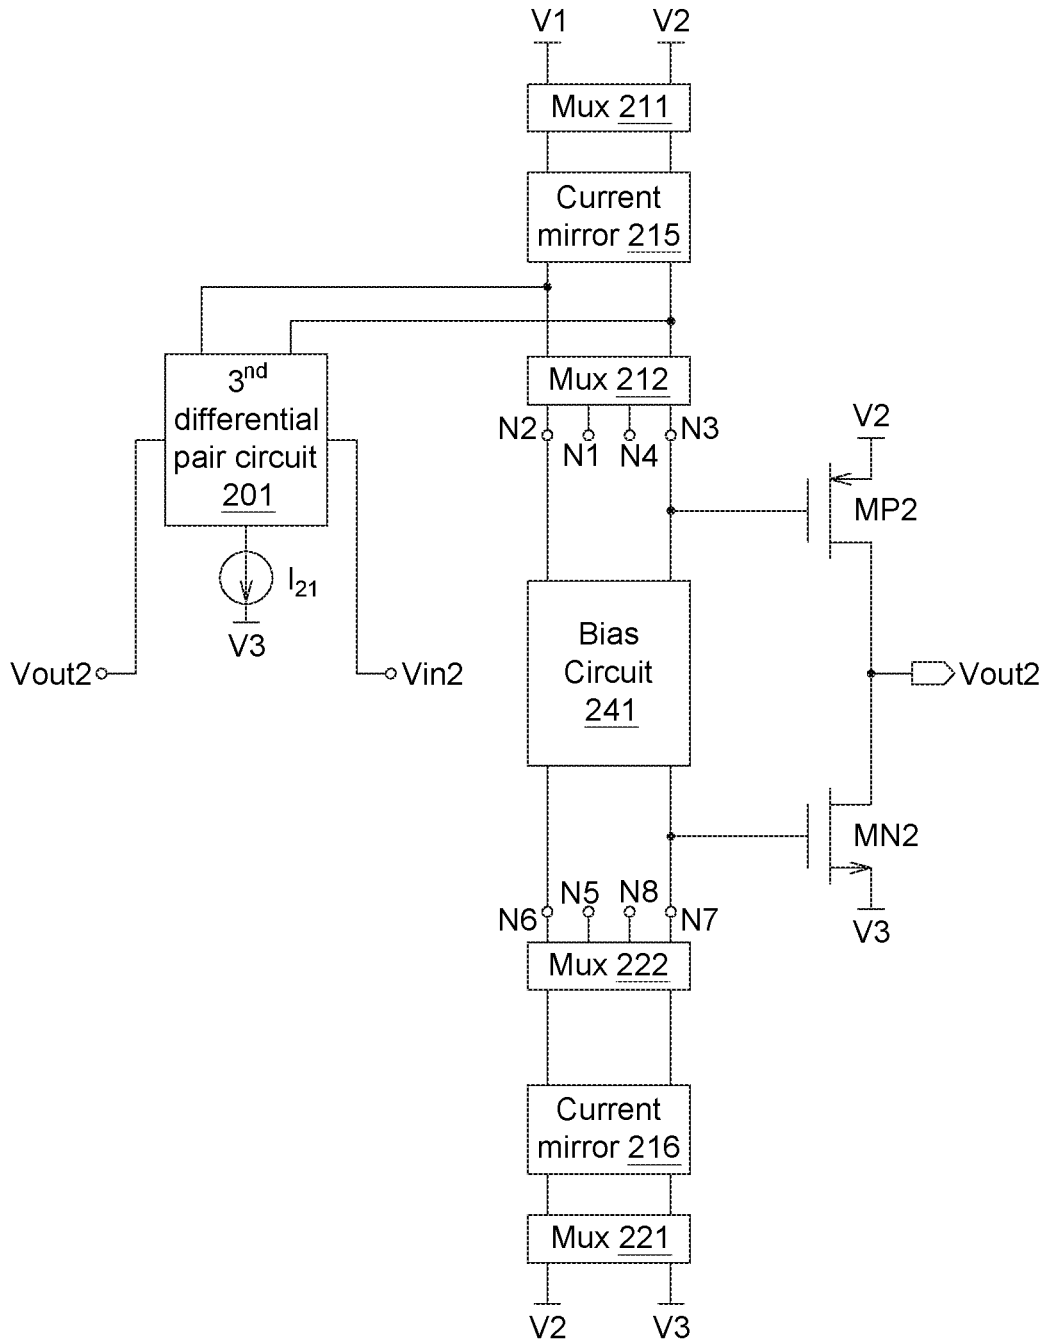 V1 V2
Mux 211
Current
mirror 215
3nd
differential
pair circuit
201
I21
V3
Vout2 Vin2
Mux 212
N2 N1 N4 N3
V2
MP2
Bias
Circuit
241
Vout2
MN2
V3
N6 N5 N8 N7
Mux 222
Current
mirror 216
Mux 221
V2 V3